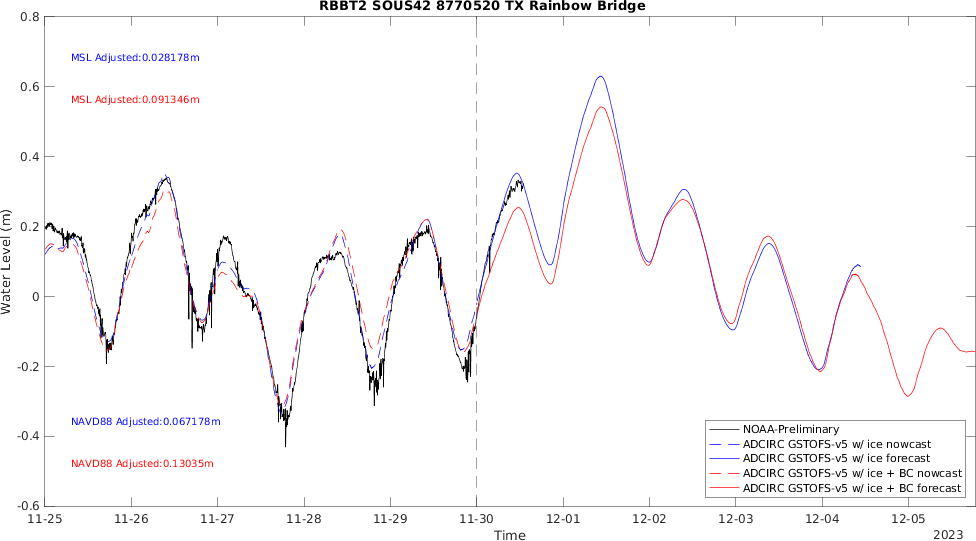 RBBT2 SOUS42 8770520 TX Rainbow Bridge
0.8
0.6
0.4
0.2
0
-0.2
-0.4
-0.6
Water Level (m)
MSL Adjusted:0.028178m
MSL Adjusted:0.091346m
NAVD88 Adjusted:0.067178m
NAVD88 Adjusted:0.13035m
NOAA-Preliminary
ADCIRC GSTOFS-v5 w/ ice nowcast
ADCIRC GSTOFS-v5 w/ ice forecast
ADCIRC GSTOFS-v5 w/ ice + BC nowcast
ADCIRC GSTOFS-v5 w/ ice + BC forecast
11-25 11-26 11-27 11-28 11-29 11-30 12-01 12-02 12-03 12-04 12-05
Time
2023